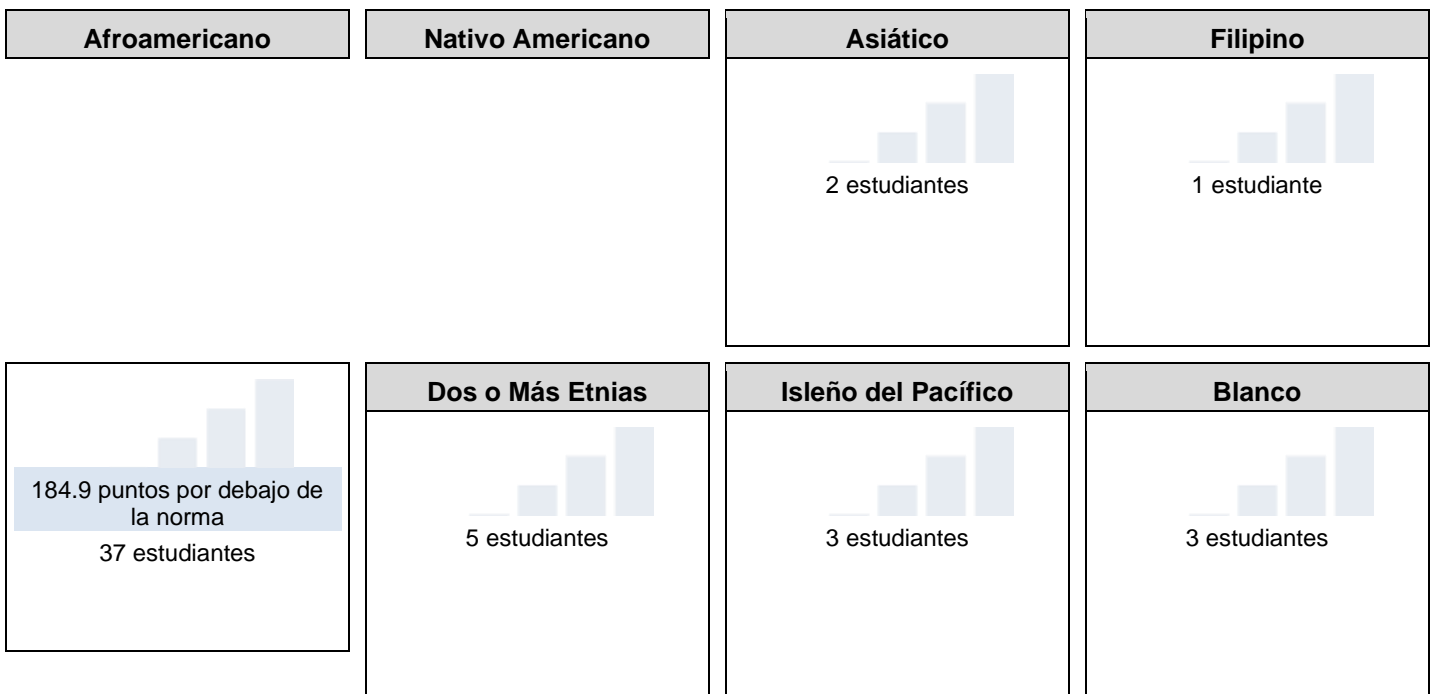 Afroamericano
Nativo Americano
Asiático
Filipino
2 estudiantes
1 estudiante
184.9 puntos por debajo de
la norma
37 estudiantes
Dos o Más Etnias
5 estudiantes
Isleño del Pacífico
3 estudiantes
Blanco
3 estudiantes